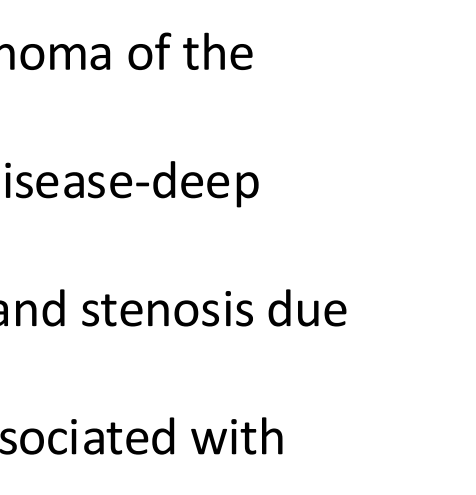 noma of the
isease-deep
and stenosis due
sociated with